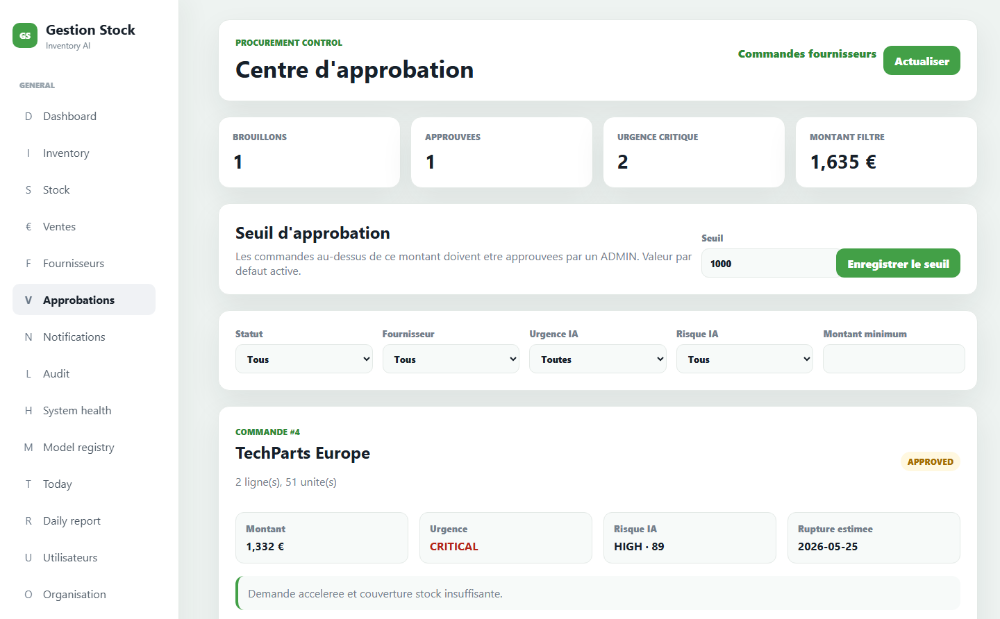 GS
Gestion Stock
Inventory AI
GENERAL
D Dashboard
I Inventory
S Stock
€ Ventes
F Fournisseurs
V Approbations
N Notifications
L Audit
H System health
M Model registry
T Today
R Daily report
U Utilisateurs
O Organisation
PROCUREMENT CONTROL
Centre d'approbation
Commandes fournisseurs
Actualiser
BROUILLONS
1
APPROUVEES
1
URGENCE CRITIQUE
2
MONTANT FILTRE
1,635 €
Seuil d'approbation
Les commandes au-dessus de ce montant doivent etre approuvees par un ADMIN. Valeur par
defaut active.
Seuil
1000
Enregistrer le seuil
Statut
Tous
Fournisseur
Tous
Urgence IA
Toutes
Risque IA
Tous
Montant minimum
COMMANDE #4
TechParts Europe
2 ligne(s), 51 unite(s)
APPROVED
Montant
1,332 €
Urgence
CRITICAL
Risque IA
HIGH · 89
Rupture estimee
2026-05-25
Demande acceleree et couverture stock insuffisante.